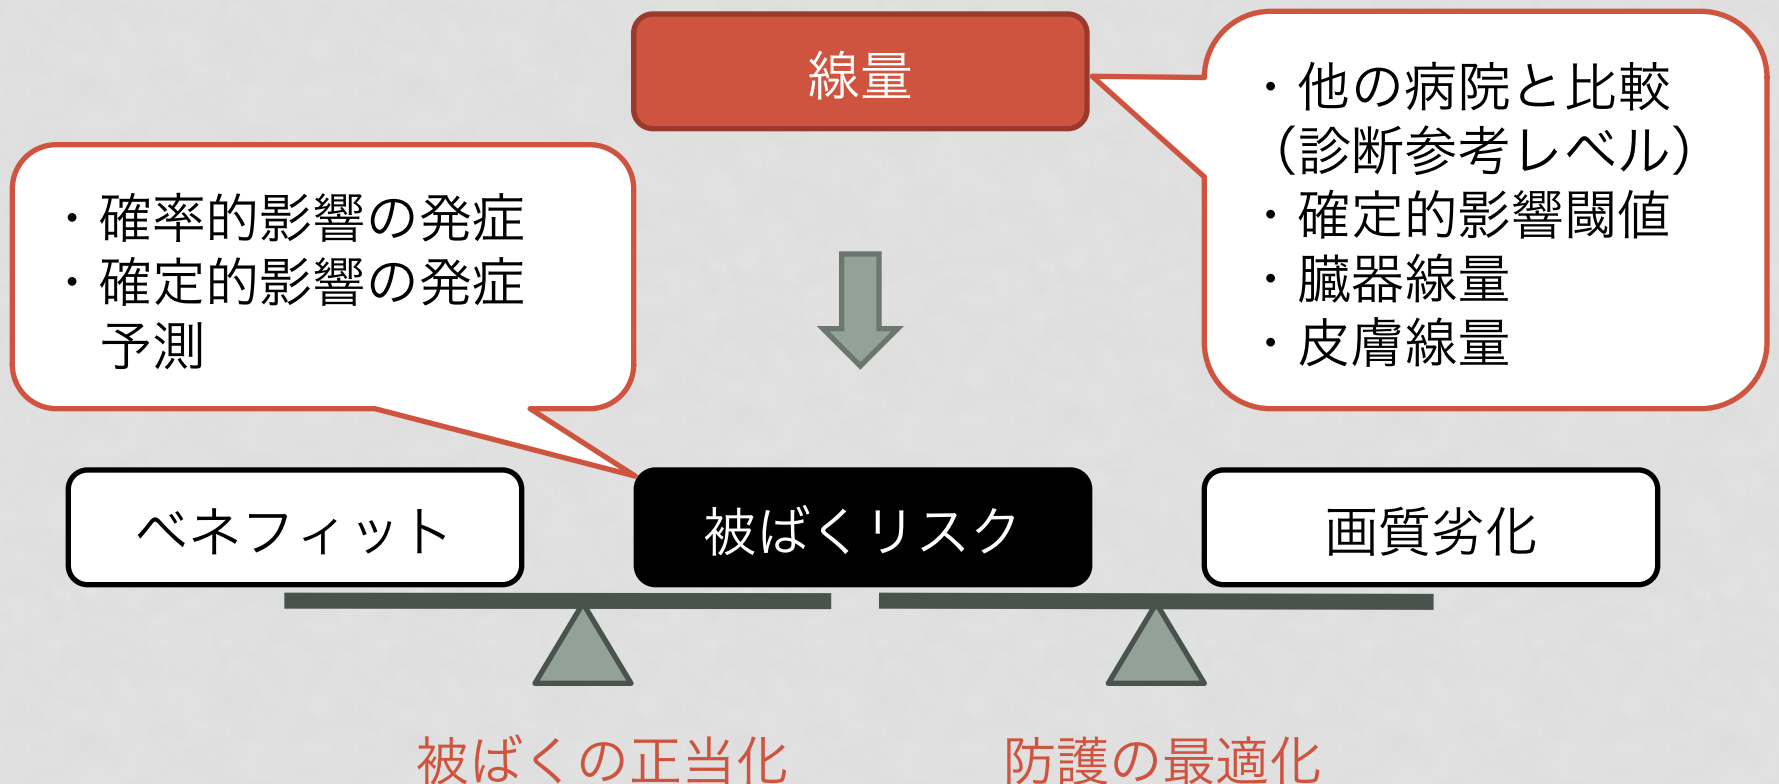 線量
・他の病院と比較
（診断参考レベル）
・確定的影響閾値
・臓器線量
・皮膚線量
・確率的影響の発症
・確定的影響の発症
予測
ベネフィット
被ばくリスク
画質劣化
被ばくの正当化
防護の最適化